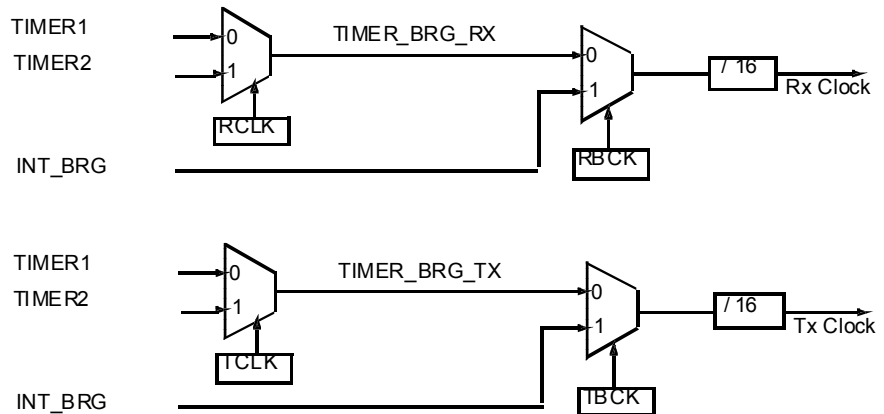 TIMER1
0
TIMER_BRG_RX
TIMER2
1
0
1
/ 16
Rx Clock
RCLK
INT_BRG
RBCK
TIMER1
0
TIMER_BRG_TX
TIMER2
1
0
1
/ 16
Tx Clock
TCLK
INT_BRG
TBCK